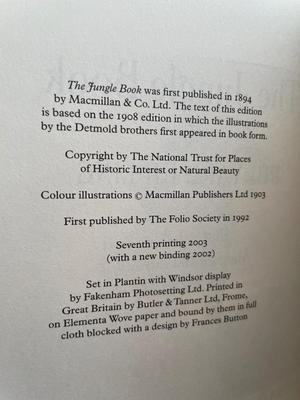 The Jungle Book was first published in 1894
by Macmillan & Co. Ltd. The text of this edition
is based on the 1908 edition in which the illustrations
by the Detmold brothers first appeared in book form.
Copyright by The National Trust for Places
of Historic Interest or Natural Beauty
Colour illustrations © Macmillan Publishers Ltd 1903
First published by The Folio Society in 1992
Seventh printing 2003
(with a new binding 2002)
Set in Plantin with Windsor display
by Fakenham Photosetting Ltd. Printed in
Great Britain by Butler & Tanner Ltd, Frome,
on Elementa Wove paper and bound by them in full
cloth blocked with a design by Frances Button